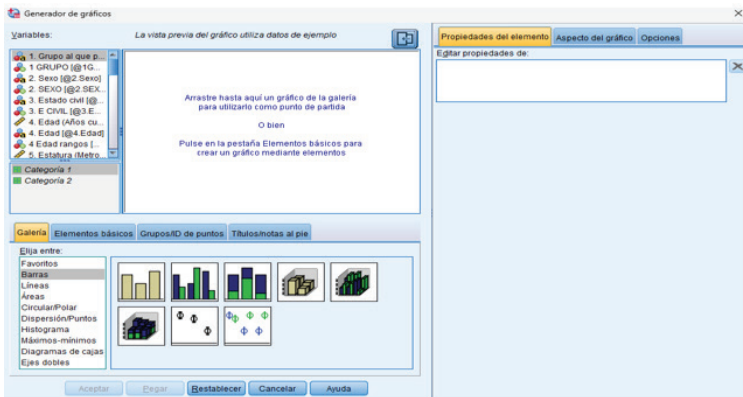 Generador de gráficos
Variables:
La vista previa del gráfico utiliza datos de ejemplo
1. Grupo al que p...
1 GRUPO [@1G...
2. Sexo [@2.Sexo]
2. SEXO [@2.SEX...
3. Estado civil [@...
3. E CIVIL [@3.E...
4. Edad (Años cu...
4. Edad [@4.Edad]
4 Edad rangos [...
5. Estatura (Metro...
Categoría 1
Categoría 2
Arrastre hasta aquí un gráfico de la galería
para utilizarlo como punto de partida
O bien
Pulse en la pestaña Elementos básicos para
crear un gráfico mediante elementos
Galería Elementos básicos Grupos/ID de puntos Títulos/notas al pie
Elija entre:
Favoritos
Barras
Líneas
Áreas
Circular/Polar
Dispersión/Puntos
Histograma
Máximos-mínimos
Diagramas de cajas
Ejes dobles
Aceptar Pegar Restablecer Cancelar Ayuda
Propiedades del elemento Aspecto del gráfico Opciones
Editar propiedades de: